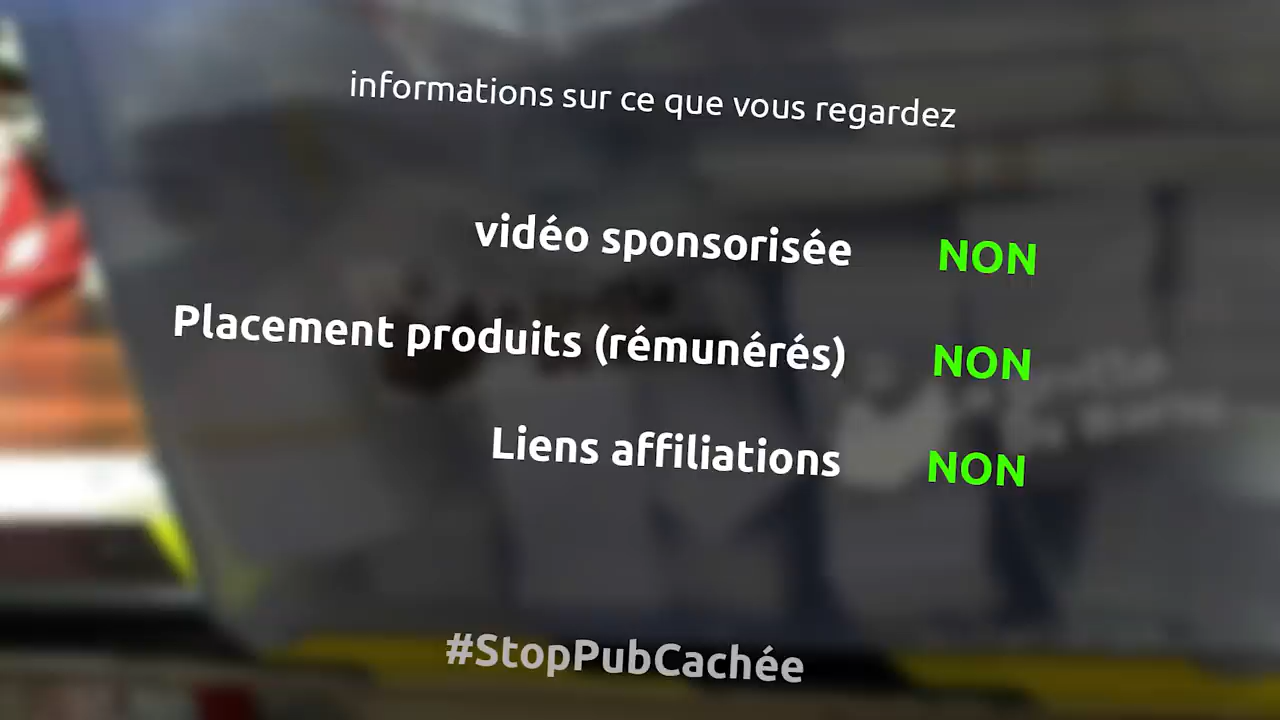 informations sur ce que vous regardez
vidéo sponsorisée NON
Placement produits (rémunérés) NON
Liens affiliations NON
#StopPubCachée